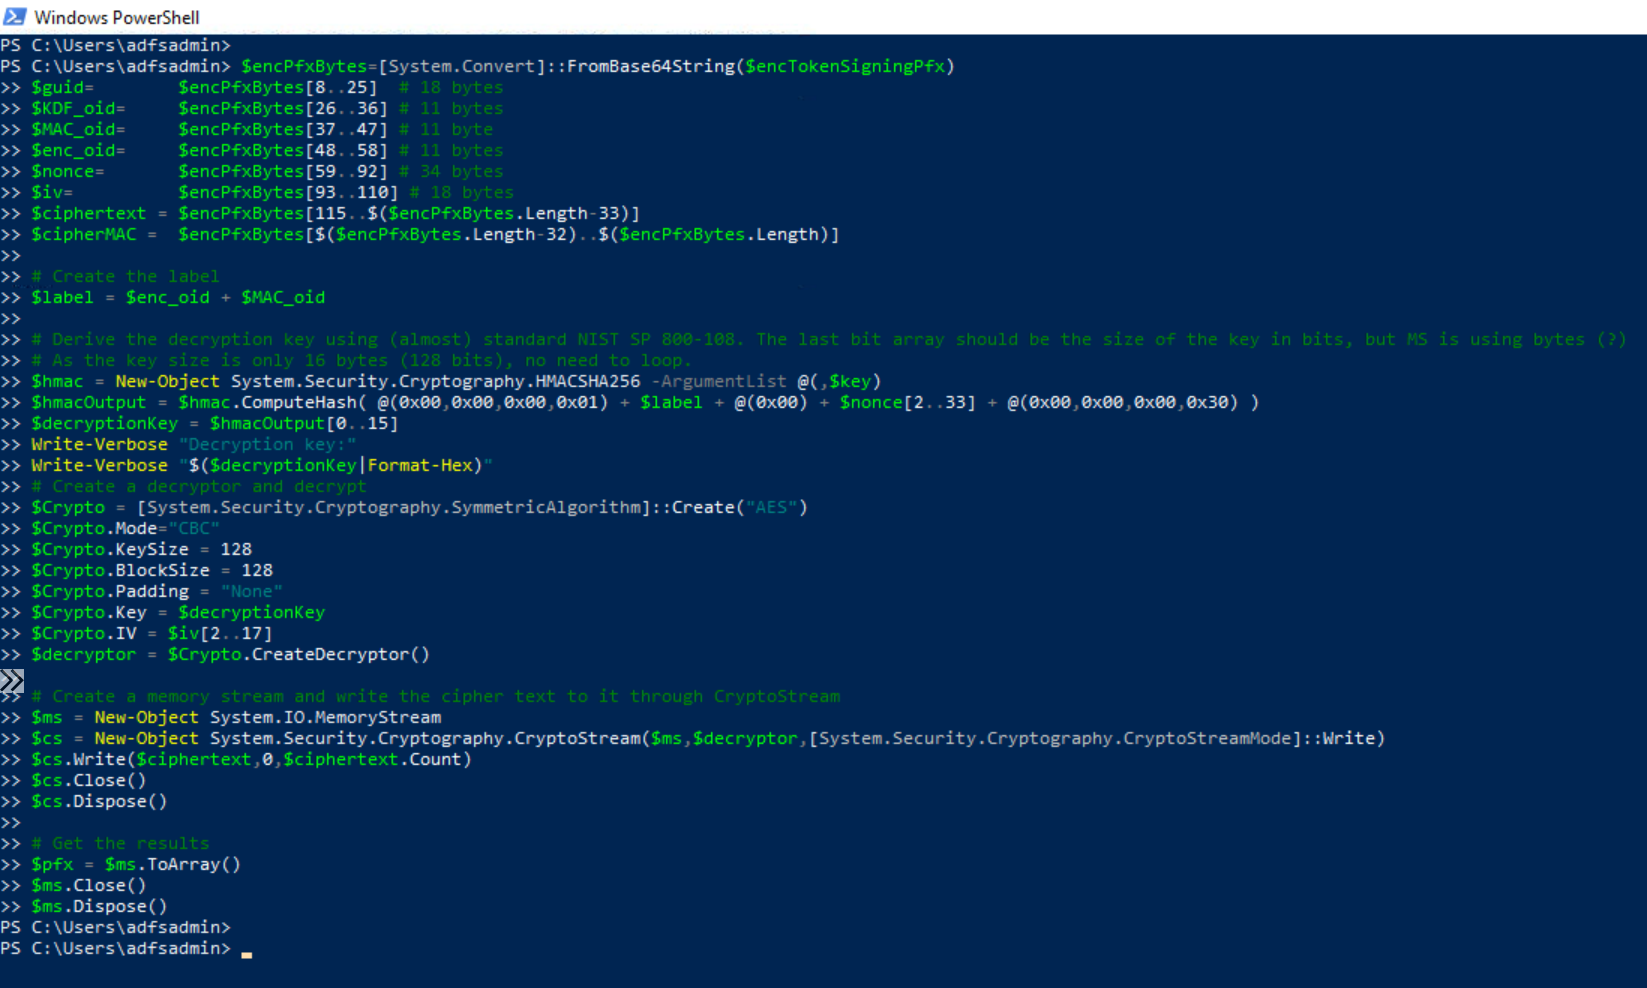 Windows PowerShell
PS C:\Users\adfsadmin>
PS C:\Users\adfsadmin> $encPfxBytes=[System.Convert]::FromBase64String($encTokenSigningPfx)
>> $guid=        $encPfxBytes[8..25]  # 18 bytes
>> $KDF_oid=     $encPfxBytes[26..36] # 11 bytes
>> $MAC_oid=     $encPfxBytes[37..47] # 11 byte
>> $enc_oid=     $encPfxBytes[48..58] # 11 bytes
>> $nonce=       $encPfxBytes[59..92] # 34 bytes
>> $iv=          $encPfxBytes[93..110] # 18 bytes
>> $ciphertext = $encPfxBytes[115..$($encPfxBytes.Length-33)]
>> $cipherMAC =  $encPfxBytes[$($encPfxBytes.Length-32)..$($encPfxBytes.Length)]
>>
>> # Create the label
>> $label = $enc_oid + $MAC_oid
>>
>> # Derive the decryption key using (almost) standard NIST SP 800-108. The last bit array should be the size of the key in bits, but MS is using bytes (?)
>> # As the key size is only 16 bytes (128 bits), no need to loop.
>> $hmac = New-Object System.Security.Cryptography.HMACSHA256 -ArgumentList @(,$key)
>> $hmacOutput = $hmac.ComputeHash( @(0x00,0x00,0x00,0x01) + $label + @(0x00) + $nonce[2..33] + @(0x00,0x00,0x00,0x30) )
>> $decryptionKey = $hmacOutput[0..15]
>> Write-Verbose "Decryption key:"
>> Write-Verbose "$($decryptionKey|Format-Hex)"
>> # Create a decryptor and decrypt
>> $Crypto = [System.Security.Cryptography.SymmetricAlgorithm]::Create("AES")
>> $Crypto.Mode="CBC"
>> $Crypto.KeySize = 128
>> $Crypto.BlockSize = 128
>> $Crypto.Padding = "None"
>> $Crypto.Key = $decryptionKey
>> $Crypto.IV = $iv[2..17]
>> $decryptor = $Crypto.CreateDecryptor()
>>
>> # Create a memory stream and write the cipher text to it through CryptoStream
>> $ms = New-Object System.IO.MemoryStream
>> $cs = New-Object System.Security.Cryptography.CryptoStream($ms,$decryptor,[System.Security.Cryptography.CryptoStreamMode]::Write)
>> $cs.Write($ciphertext,0,$ciphertext.Count)
>> $cs.Close()
>> $cs.Dispose()
>>
>> # Get the results
>> $pfx = $ms.ToArray()
>> $ms.Close()
>> $ms.Dispose()
PS C:\Users\adfsadmin>
PS C:\Users\adfsadmin>